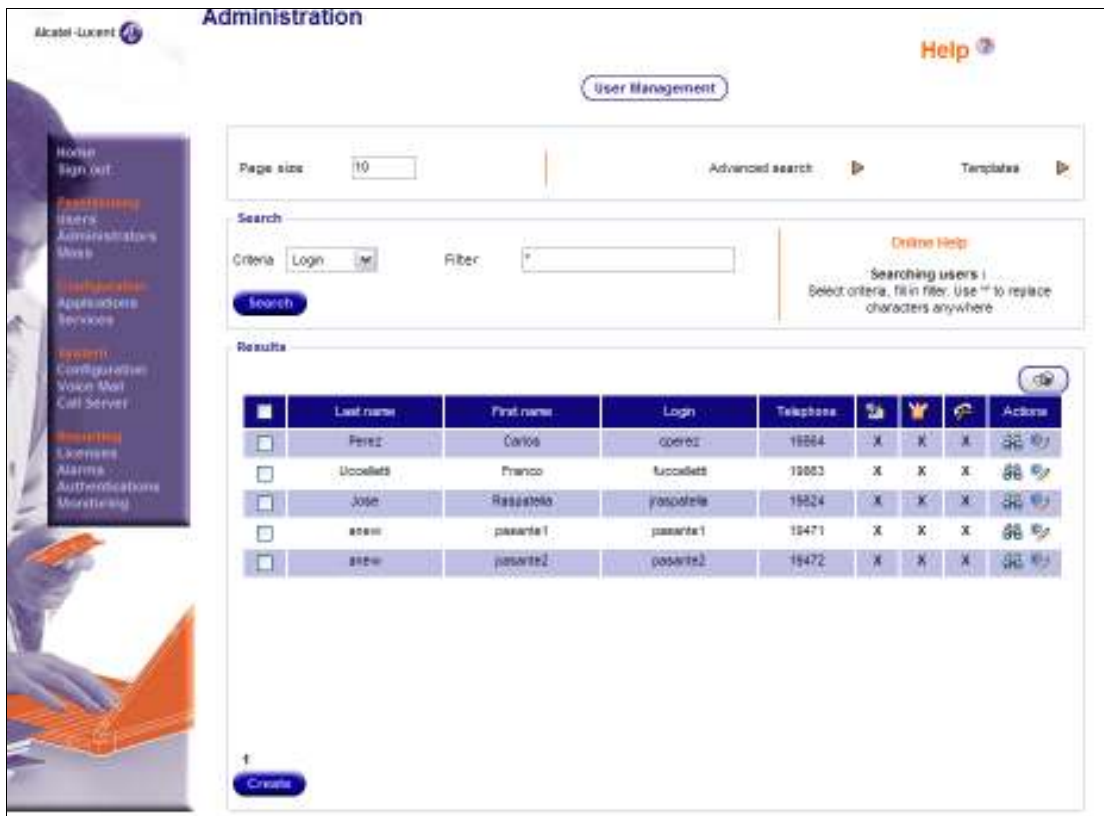 Alcatel-Lucent
Administration
Help
User Management
Home
Sign out
Provisioning
Users
Administrators
Mass
Configuration
Applications
Services
System
Configuration
Voice Mail
Call Server
Reporting
Licenses
Alarms
Authentications
Monitoring
Page size 10 Advanced search Templates
Search
Criteria Login Filter *
Search
Online Help
Searching users :
Select criteria, fill in filter. Use '*' to replace
characters anywhere
Results
Last name First name Login Telephone Actions
Perez Carlos cperez 19864 X X X
Uccelletti Franco fuccelletti 19863 X X X
Jose Raspatella jraspatella 19824 X X X
pasante1 pasante1 19471 X X X
pasante2 pasante2 19472 X X X
1
Create